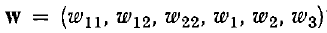 w = (w₁₁, w₁₂, w₂₂, w₁, w₂, w₃)